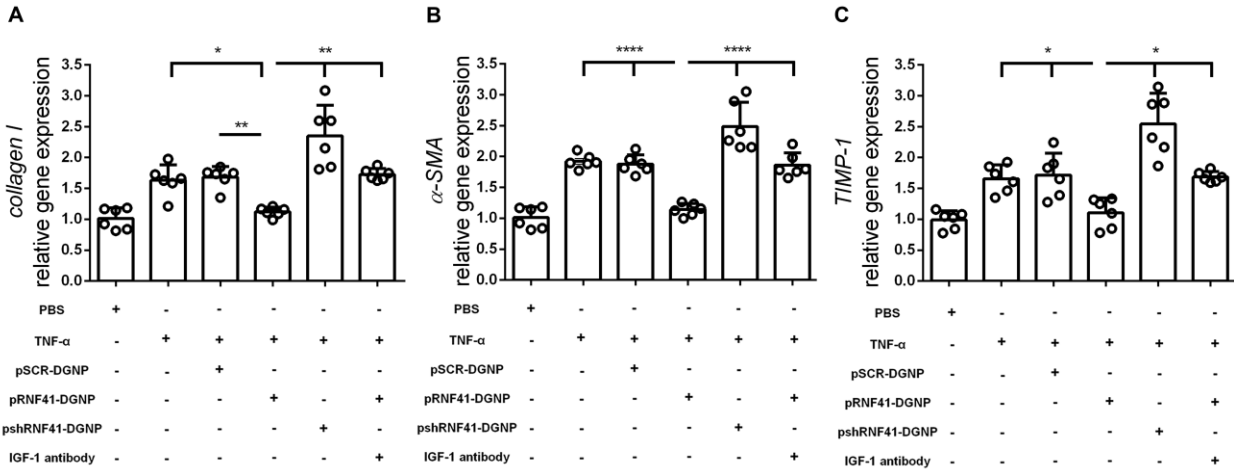 A
* **
**
collagen I
relative gene expression
3.5
3.0
2.5
2.0
1.5
1.0
0.5
0.0
PBS + - - - - -
TNF-α - + + + + +
pSCR-DGNP - - + - - -
pRNF41-DGNP - - - + - +
pshRNF41-DGNP - - - - + -
IGF-1 antibody - - - - - +
B
**** ****
α-SMA
relative gene expression
3.5
3.0
2.5
2.0
1.5
1.0
0.5
0.0
PBS + - - - - -
TNF-α - + + + + +
pSCR-DGNP - - + - - -
pRNF41-DGNP - - - + - +
pshRNF41-DGNP - - - - + -
IGF-1 antibody - - - - - +
C
* *
TIMP-1
relative gene expression
3.5
3.0
2.5
2.0
1.5
1.0
0.5
0.0
PBS + - - - - -
TNF-α - + + + + +
pSCR-DGNP - - + - - -
pRNF41-DGNP - - - + - +
pshRNF41-DGNP - - - - + -
IGF-1 antibody - - - - - +